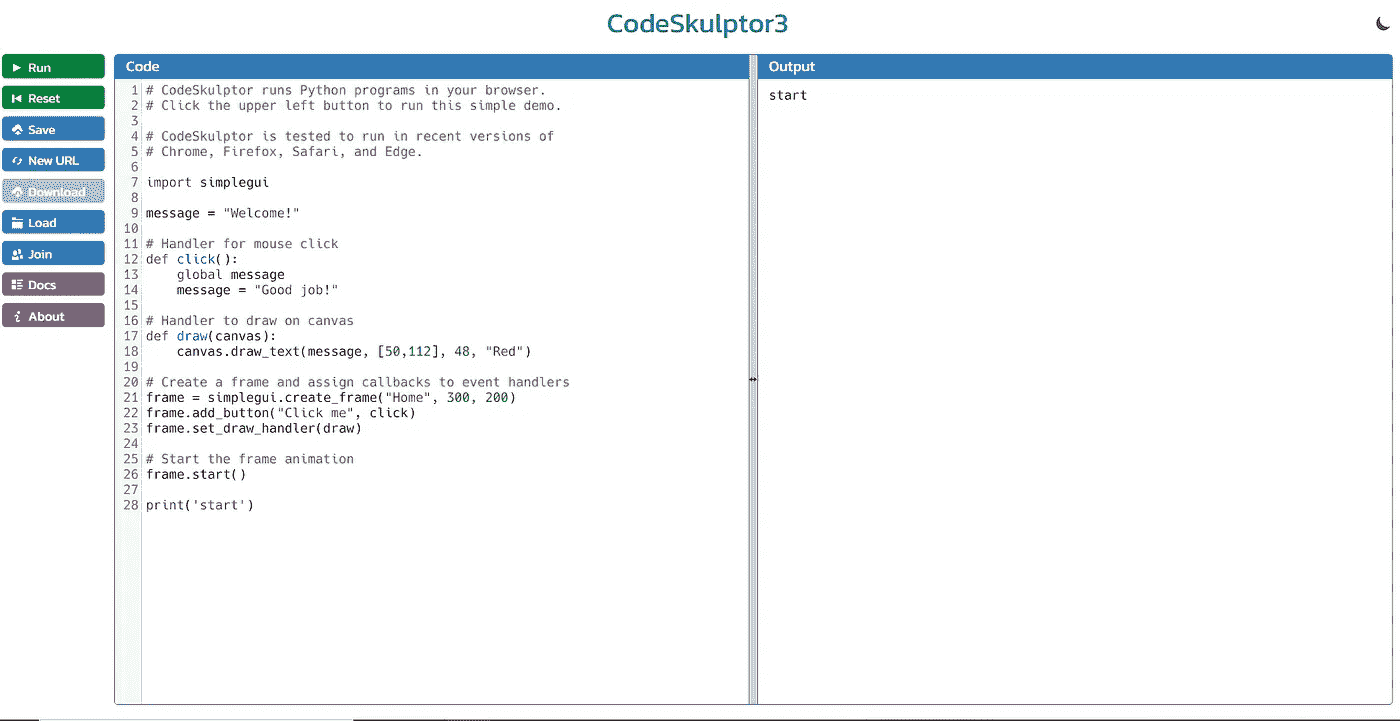 CodeSkulptor3
Run
Reset
Save
New URL
Download
Load
Join
Docs
About
Code
1 # CodeSkulptor runs Python programs in your browser.
2 # Click the upper left button to run this simple demo.
3
4 # CodeSkulptor is tested to run in recent versions of
5 # Chrome, Firefox, Safari, and Edge.
6
7 import simplegui
8
9 message = "Welcome!"
10
11 # Handler for mouse click
12 def click():
13     global message
14     message = "Good job!"
15
16 # Handler to draw on canvas
17 def draw(canvas):
18     canvas.draw_text(message, [50,112], 48, "Red")
19
20 # Create a frame and assign callbacks to event handlers
21 frame = simplegui.create_frame("Home", 300, 200)
22 frame.add_button("Click me", click)
23 frame.set_draw_handler(draw)
24
25 # Start the frame animation
26 frame.start()
27
28 print('start')
Output
start